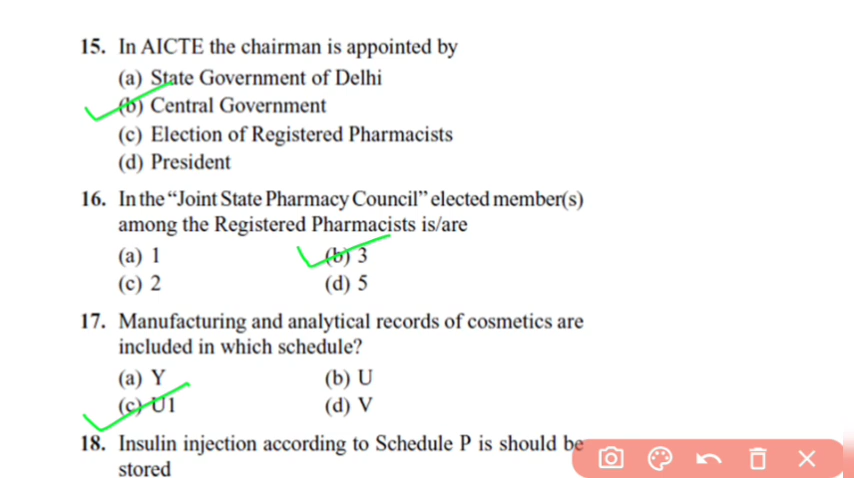 15. In AICTE the chairman is appointed by
(a) State Government of Delhi
(b) Central Government
(c) Election of Registered Pharmacists
(d) President
16. In the “Joint State Pharmacy Council” elected member(s)
among the Registered Pharmacists is/are
(a) 1 (b) 3
(c) 2 (d) 5
17. Manufacturing and analytical records of cosmetics are
included in which schedule?
(a) Y (b) U
(c) U1 (d) V
18. Insulin injection according to Schedule P is should be
stored